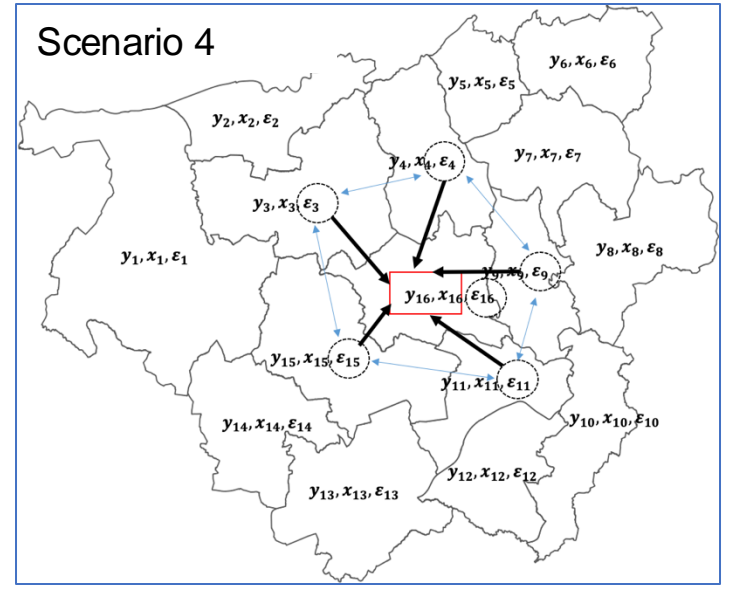 Scenario 4
y₅, x₅, ε₅
y₆, x₆, ε₆
y₂, x₂, ε₂
y₄, x₄, ε₄
y₇, x₇, ε₇
y₃, x₃, ε₃
y₁, x₁, ε₁
y₈, x₈, ε₈
y₉, x₉, ε₉
y₁₆, x₁₆, ε₁₆
y₁₅, x₁₅, ε₁₅
y₁₁, x₁₁, ε₁₁
y₁₄, x₁₄, ε₁₄
y₁₀, x₁₀, ε₁₀
y₁₂, x₁₂, ε₁₂
y₁₃, x₁₃, ε₁₃